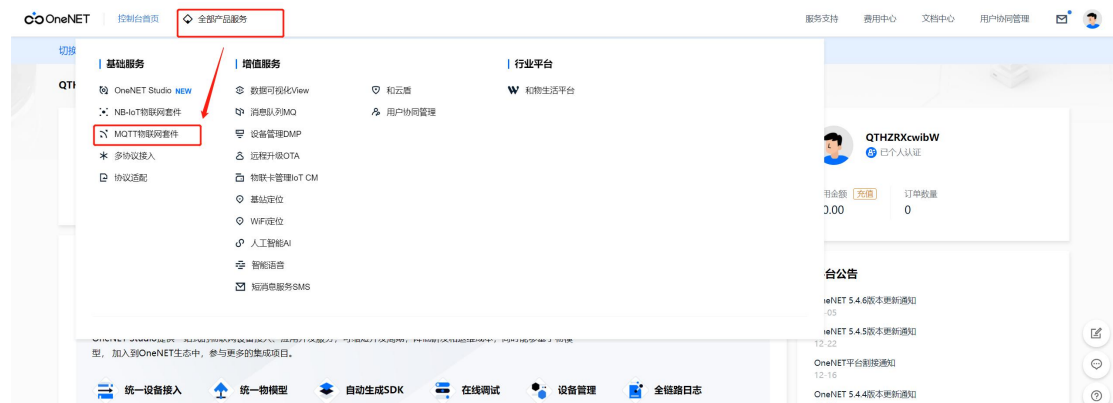 OneNET 控制台首页 全部产品服务 服务支持 费用中心 文档中心 用户协同管理
切换
基础服务 增值服务 行业平台
OneNET Studio NEW 数据可视化View 和云盾 和物生活平台
NB-IoT物联网套件 消息队列MQ 用户协同管理
MQTT物联网套件 设备管理DMP
多协议接入 远程升级OTA
协议适配 物联卡管理IoT CM
基站定位
WiFi定位
人工智能AI
智能语音
短消息服务SMS
QTHZRXcwibW
已个人认证
用金额 充值 订单数量
0.00 0
台公告
eNET 5.4.6版本更新通知
-05
eNET 5.4.5版本更新通知
12-22
OneNET平台割接通知
12-16
OneNET 5.4.4版本更新通知
型, 加入到OneNET生态中, 参与更多的集成项目。
统一设备接入 统一物模型 自动生成SDK 在线调试 设备管理 全链路日志